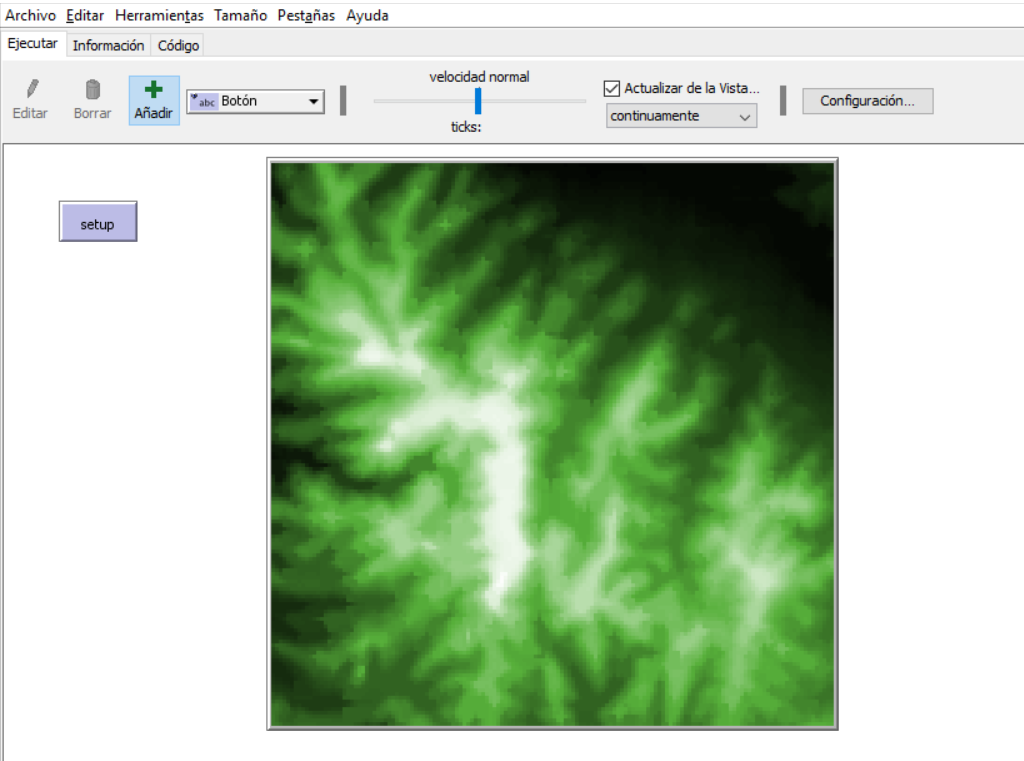 Archivo Editar Herramientas Tamaño Pestañas Ayuda
Ejecutar Información Código
velocidad normal
Editar Borrar Añadir abc Botón Actualizar de la Vista... Configuración...
ticks: continuamente
setup